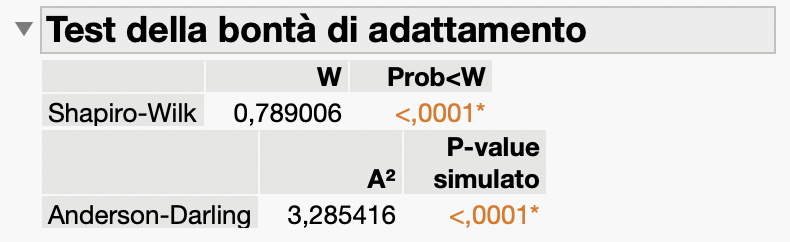 Test della bontà di adattamento
W Prob<W
Shapiro-Wilk 0,789006 <,0001*
P-value
A² simulato
Anderson-Darling 3,285416 <,0001*